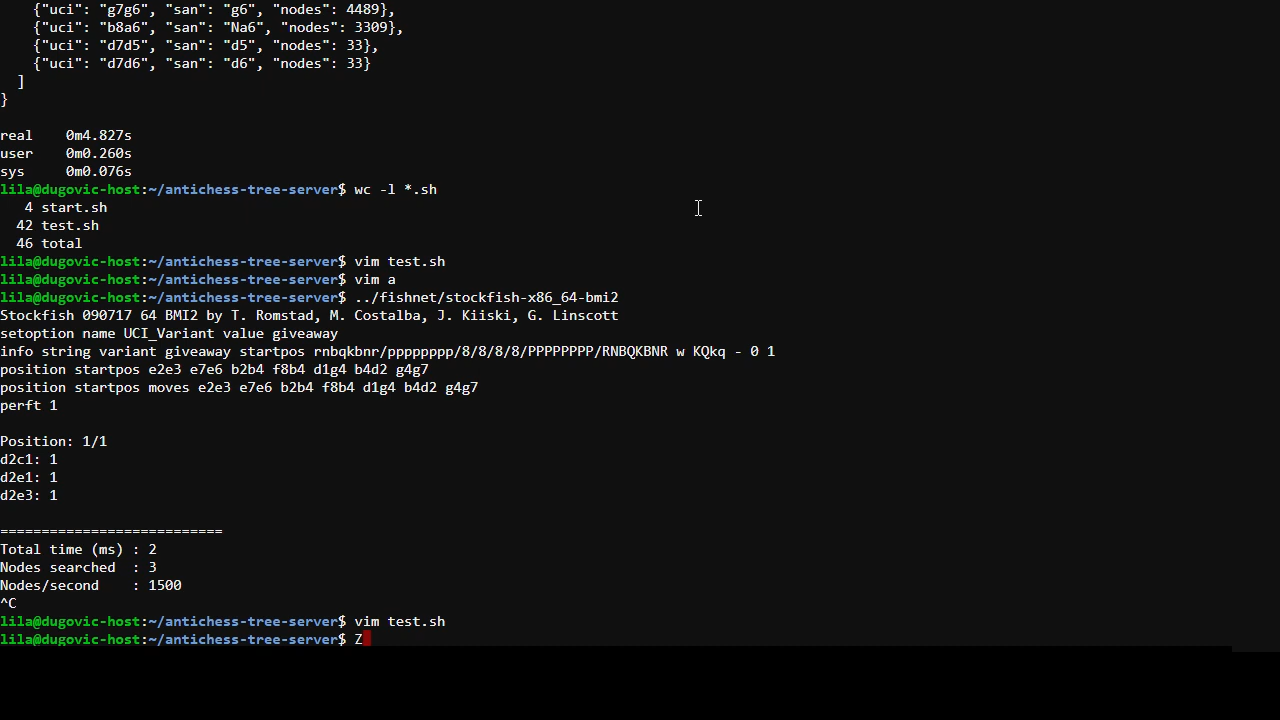 {"uci": "g7g6", "san": "g6", "nodes": 4489},
{"uci": "b8a6", "san": "Na6", "nodes": 3309},
{"uci": "d7d5", "san": "d5", "nodes": 33},
{"uci": "d7d6", "san": "d6", "nodes": 33}
]
}
real 0m4.827s
user 0m0.260s
sys 0m0.076s
lila@dugovic-host:~/antichess-tree-server$ wc -l *.sh
4 start.sh
42 test.sh
46 total
lila@dugovic-host:~/antichess-tree-server$ vim test.sh
lila@dugovic-host:~/antichess-tree-server$ vim a
lila@dugovic-host:~/antichess-tree-server$ ../fishnet/stockfish-x86_64-bmi2
Stockfish 090717 64 BMI2 by T. Romstad, M. Costalba, J. Kiiski, G. Linscott
setoption name UCI_Variant value giveaway
info string variant giveaway startpos rnbqkbnr/pppppppp/8/8/8/8/PPPPPPPP/RNBQKBNR w KQkq - 0 1
position startpos e2e3 e7e6 b2b4 f8b4 d1g4 b4d2 g4g7
position startpos moves e2e3 e7e6 b2b4 f8b4 d1g4 b4d2 g4g7
perft 1
Position: 1/1
d2c1: 1
d2e1: 1
d2e3: 1
===========================
Total time (ms) : 2
Nodes searched : 3
Nodes/second : 1500
^C
lila@dugovic-host:~/antichess-tree-server$ vim test.sh
lila@dugovic-host:~/antichess-tree-server$ Z